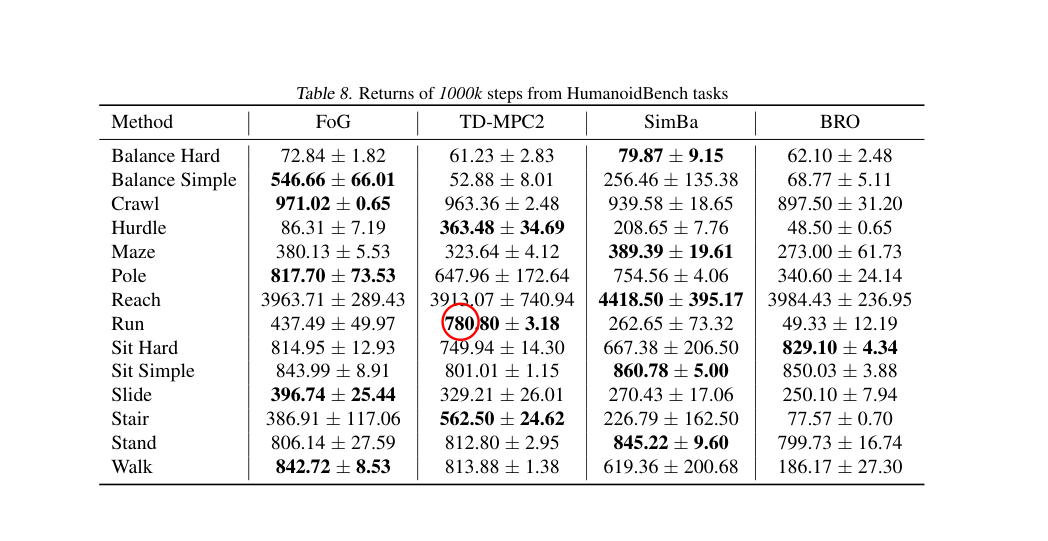 Table 8. Returns of 1000k steps from HumanoidBench tasks
Method FoG TD-MPC2 SimBa BRO
Balance Hard 72.84 ± 1.82 61.23 ± 2.83 79.87 ± 9.15 62.10 ± 2.48
Balance Simple 546.66 ± 66.01 52.88 ± 8.01 256.46 ± 135.38 68.77 ± 5.11
Crawl 971.02 ± 0.65 963.36 ± 2.48 939.58 ± 18.65 897.50 ± 31.20
Hurdle 86.31 ± 7.19 363.48 ± 34.69 208.65 ± 7.76 48.50 ± 0.65
Maze 380.13 ± 5.53 323.64 ± 4.12 389.39 ± 19.61 273.00 ± 61.73
Pole 817.70 ± 73.53 647.96 ± 172.64 754.56 ± 4.06 340.60 ± 24.14
Reach 3963.71 ± 289.43 3913.07 ± 740.94 4418.50 ± 395.17 3984.43 ± 236.95
Run 437.49 ± 49.97 780.80 ± 3.18 262.65 ± 73.32 49.33 ± 12.19
Sit Hard 814.95 ± 12.93 749.94 ± 14.30 667.38 ± 206.50 829.10 ± 4.34
Sit Simple 843.99 ± 8.91 801.01 ± 1.15 860.78 ± 5.00 850.03 ± 3.88
Slide 396.74 ± 25.44 329.21 ± 26.01 270.43 ± 17.06 250.10 ± 7.94
Stair 386.91 ± 117.06 562.50 ± 24.62 226.79 ± 162.50 77.57 ± 0.70
Stand 806.14 ± 27.59 812.80 ± 2.95 845.22 ± 9.60 799.73 ± 16.74
Walk 842.72 ± 8.53 813.88 ± 1.38 619.36 ± 200.68 186.17 ± 27.30